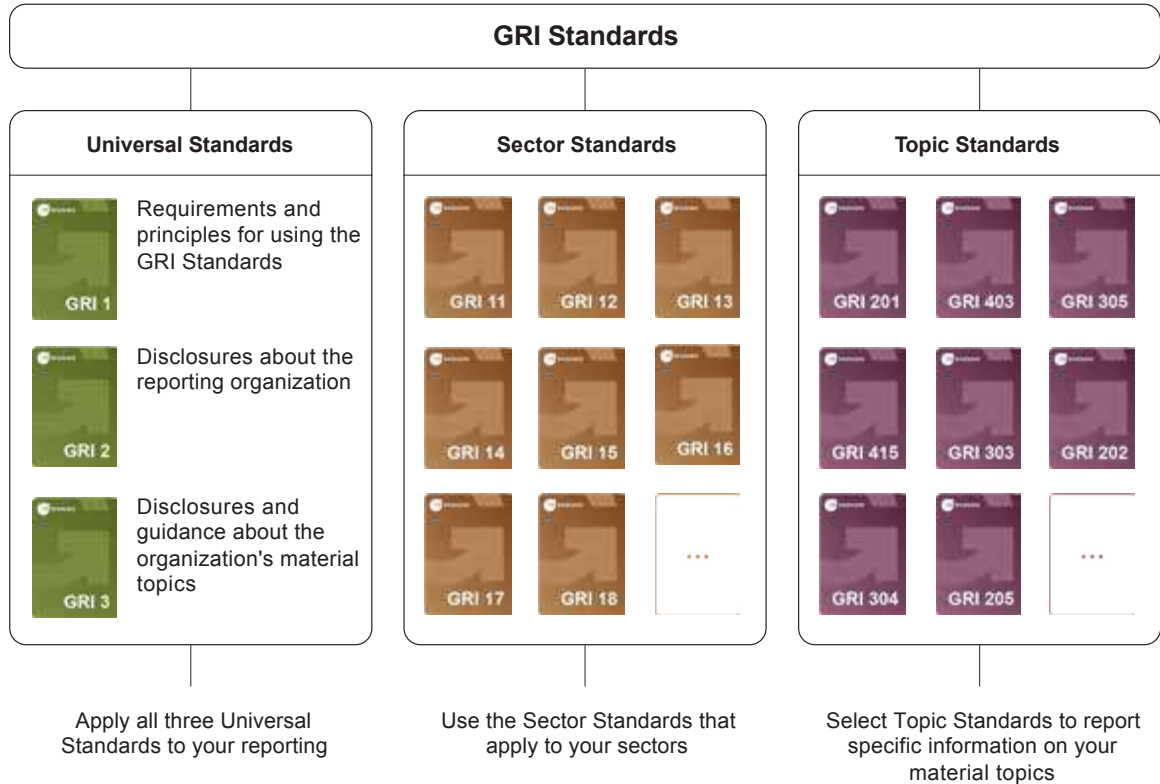 GRI Standards
Universal Standards
GRI 1
Requirements and
principles for using the
GRI Standards
GRI 2
Disclosures about the
reporting organization
GRI 3
Disclosures and
guidance about the
organization's material
topics
Apply all three Universal
Standards to your reporting
Sector Standards
GRI 11
GRI 12
GRI 13
GRI 14
GRI 15
GRI 16
GRI 17
GRI 18
...
Use the Sector Standards that
apply to your sectors
Topic Standards
GRI 201
GRI 403
GRI 305
GRI 415
GRI 303
GRI 202
GRI 304
GRI 205
...
Select Topic Standards to report
specific information on your
material topics